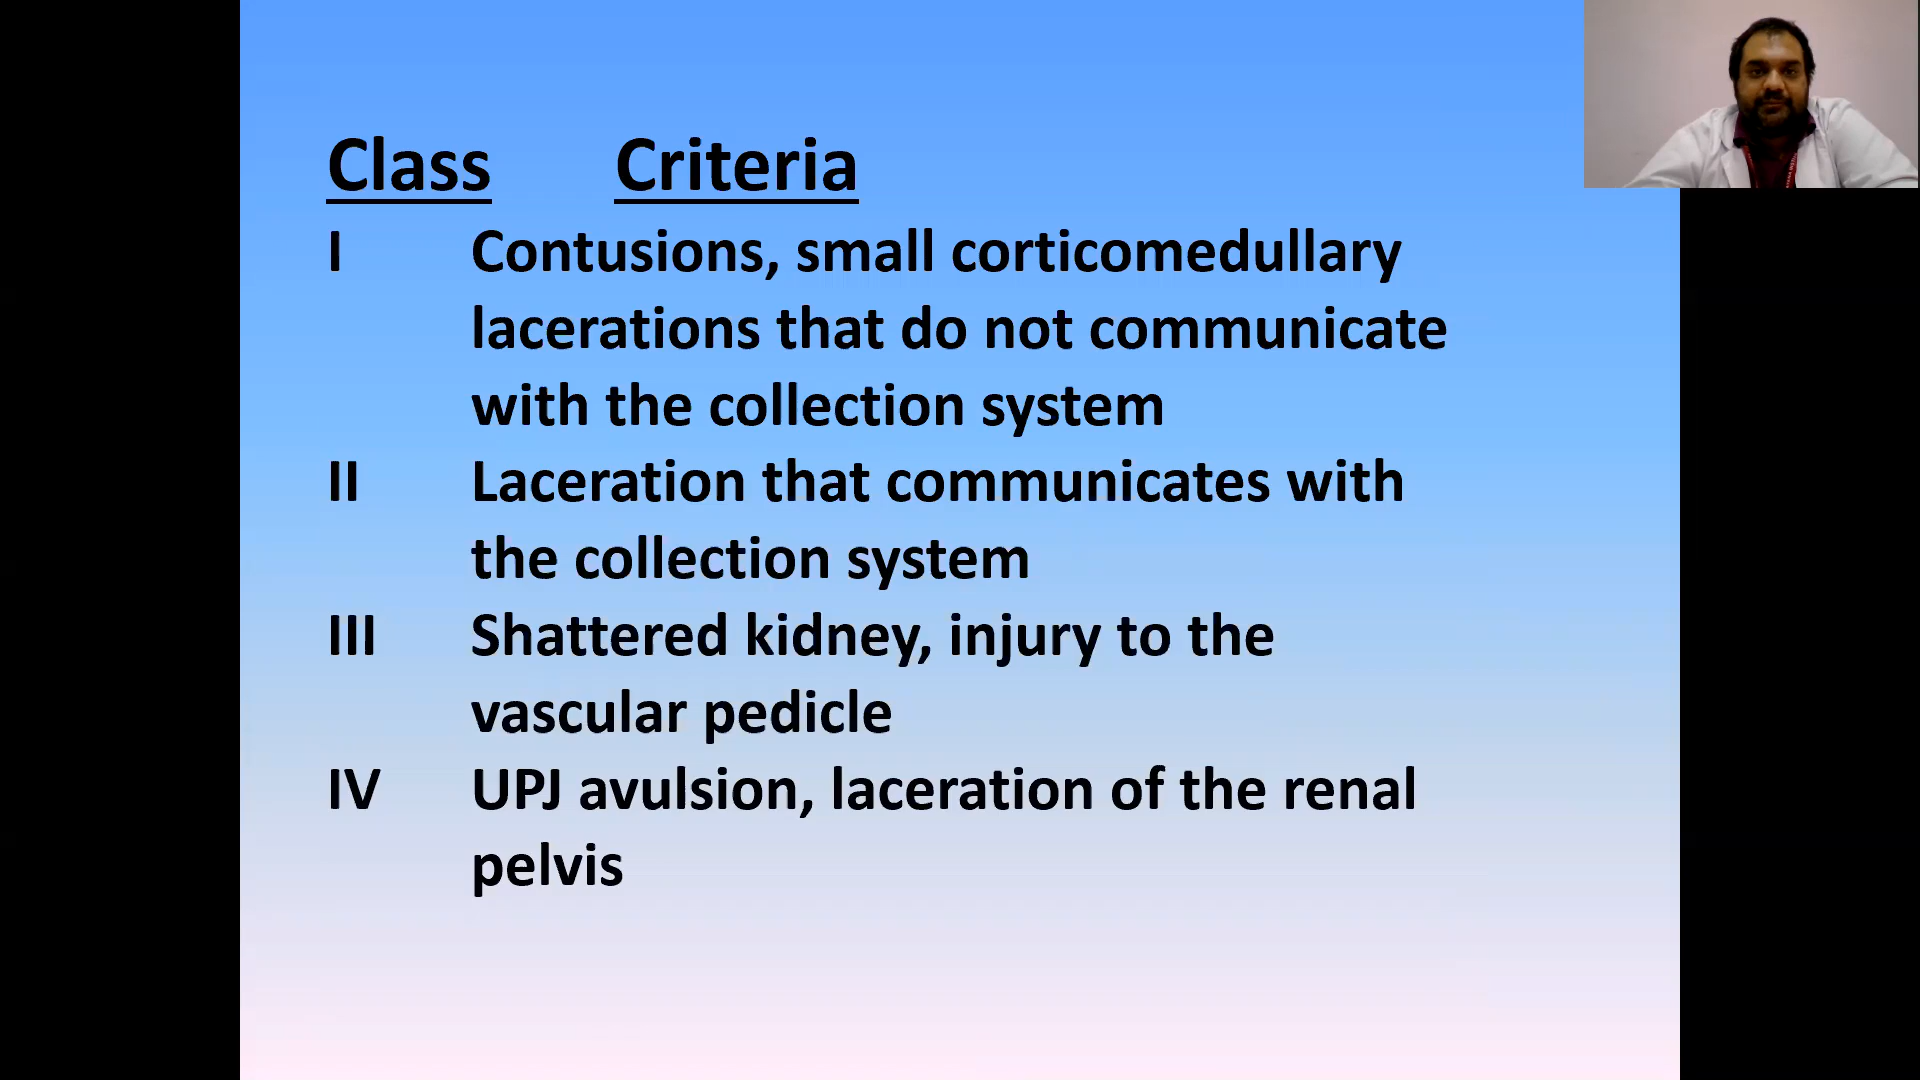 Class Criteria
I Contusions, small corticomedullary
lacerations that do not communicate
with the collection system
II Laceration that communicates with
the collection system
III Shattered kidney, injury to the
vascular pedicle
IV UPJ avulsion, laceration of the renal
pelvis